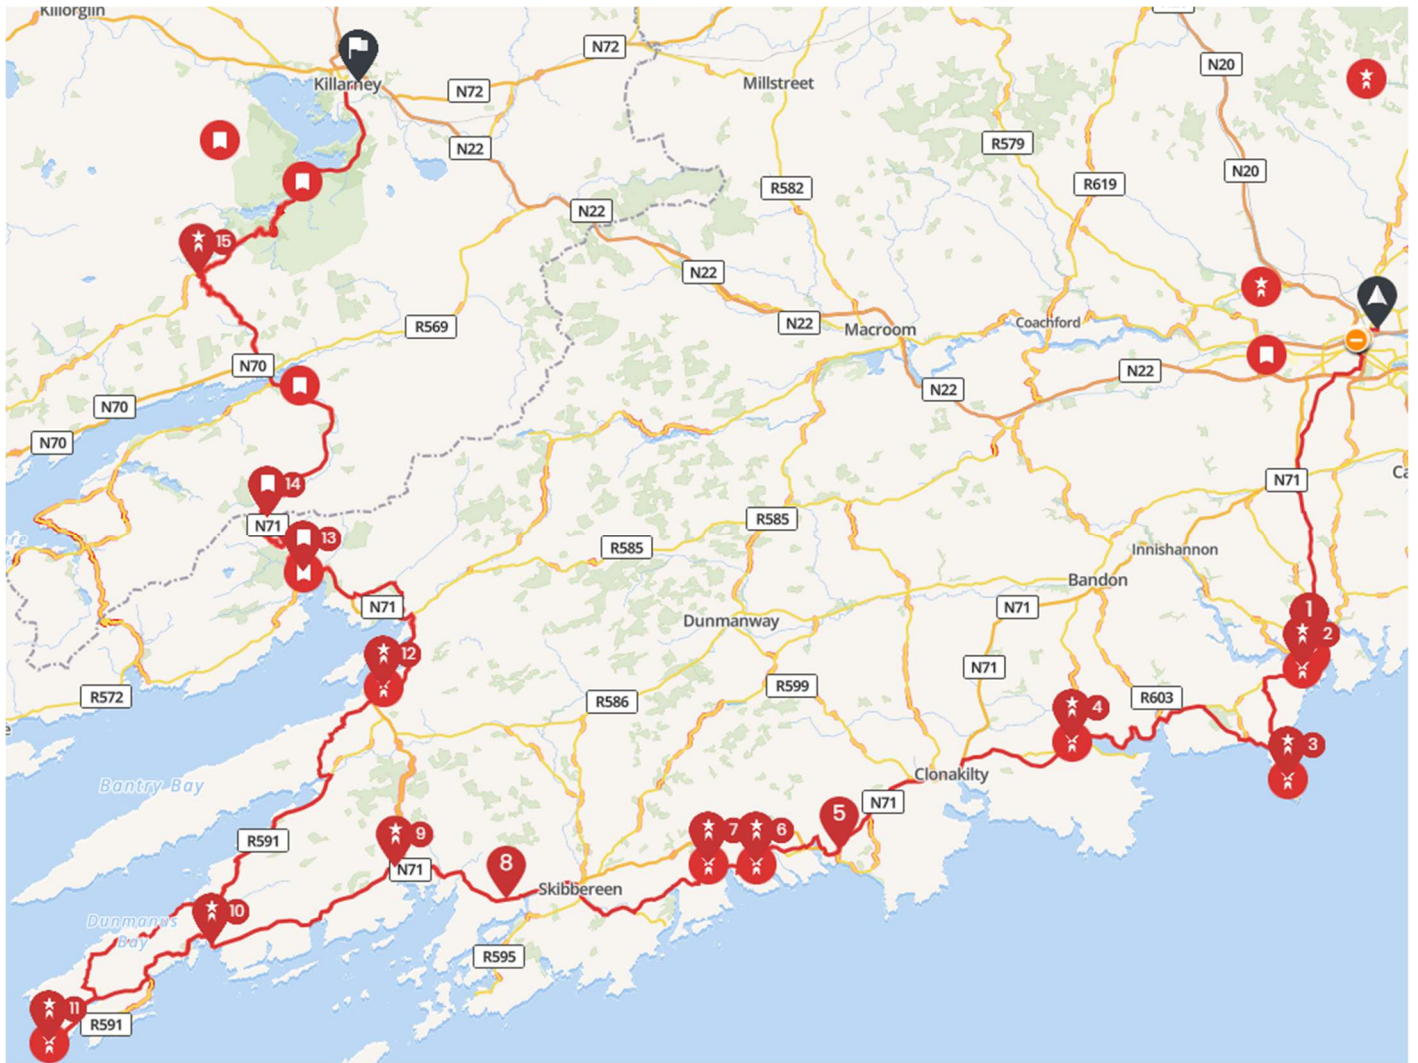 Killorglin
N72
N20
Killarney
N72
Millstreet
N22
R579
N20
R582
R619
N22
15
N22
R569
N22
Macroom
Coachford
N70
N22
N22
N70
N70
14
N71
N71
R585
13
R585
Innishannon
Bandon
N71
N71
1
Dunmanway
2
12
N71
R572
R599
R603
R586
4
3
Bantry Bay
Clonakilty
N71
5
R591
9
7
6
N71
8
Skibbereen
10
Dunmanus
Bay
R595
11
R591